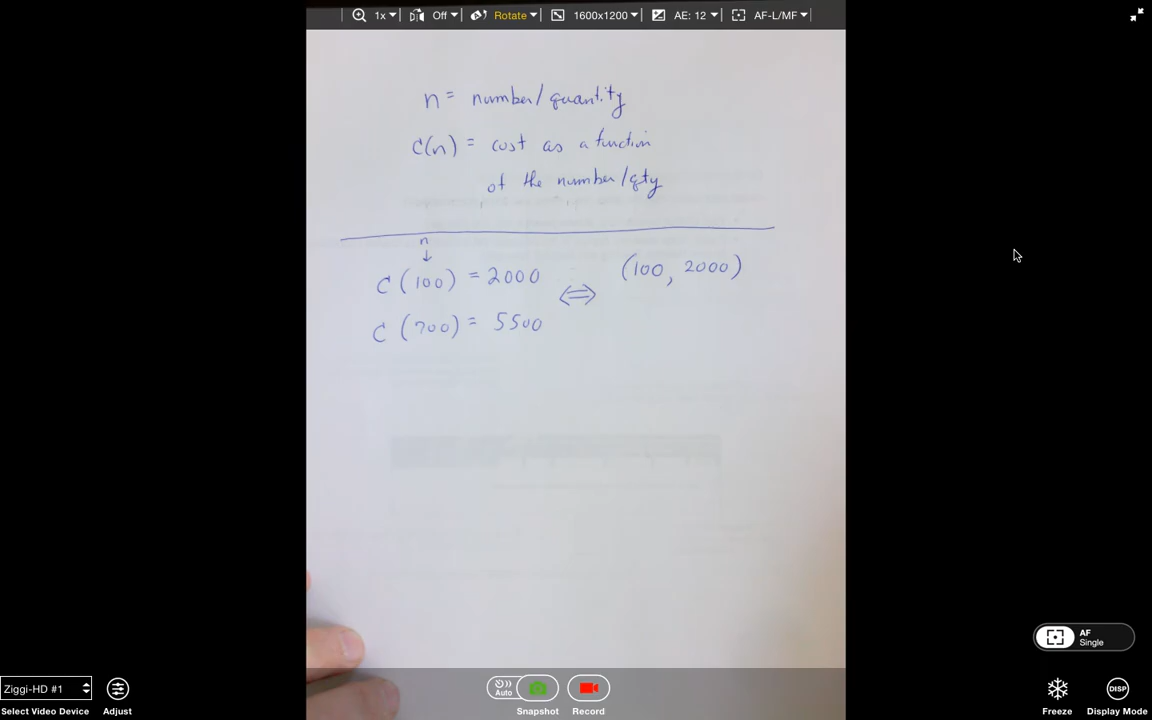 1x Off Rotate 1600x1200 AE: 12 AF-L/MF
n = number/quantity
C(n) = cost as a function
of the number/qty
n
↓
C (100) = 2000 ⇔ (100, 2000)
C (700) = 5500
AF
Single
Ziggi-HD #1
Auto
DISP
Select Video Device Adjust Snapshot Record Freeze Display Mode